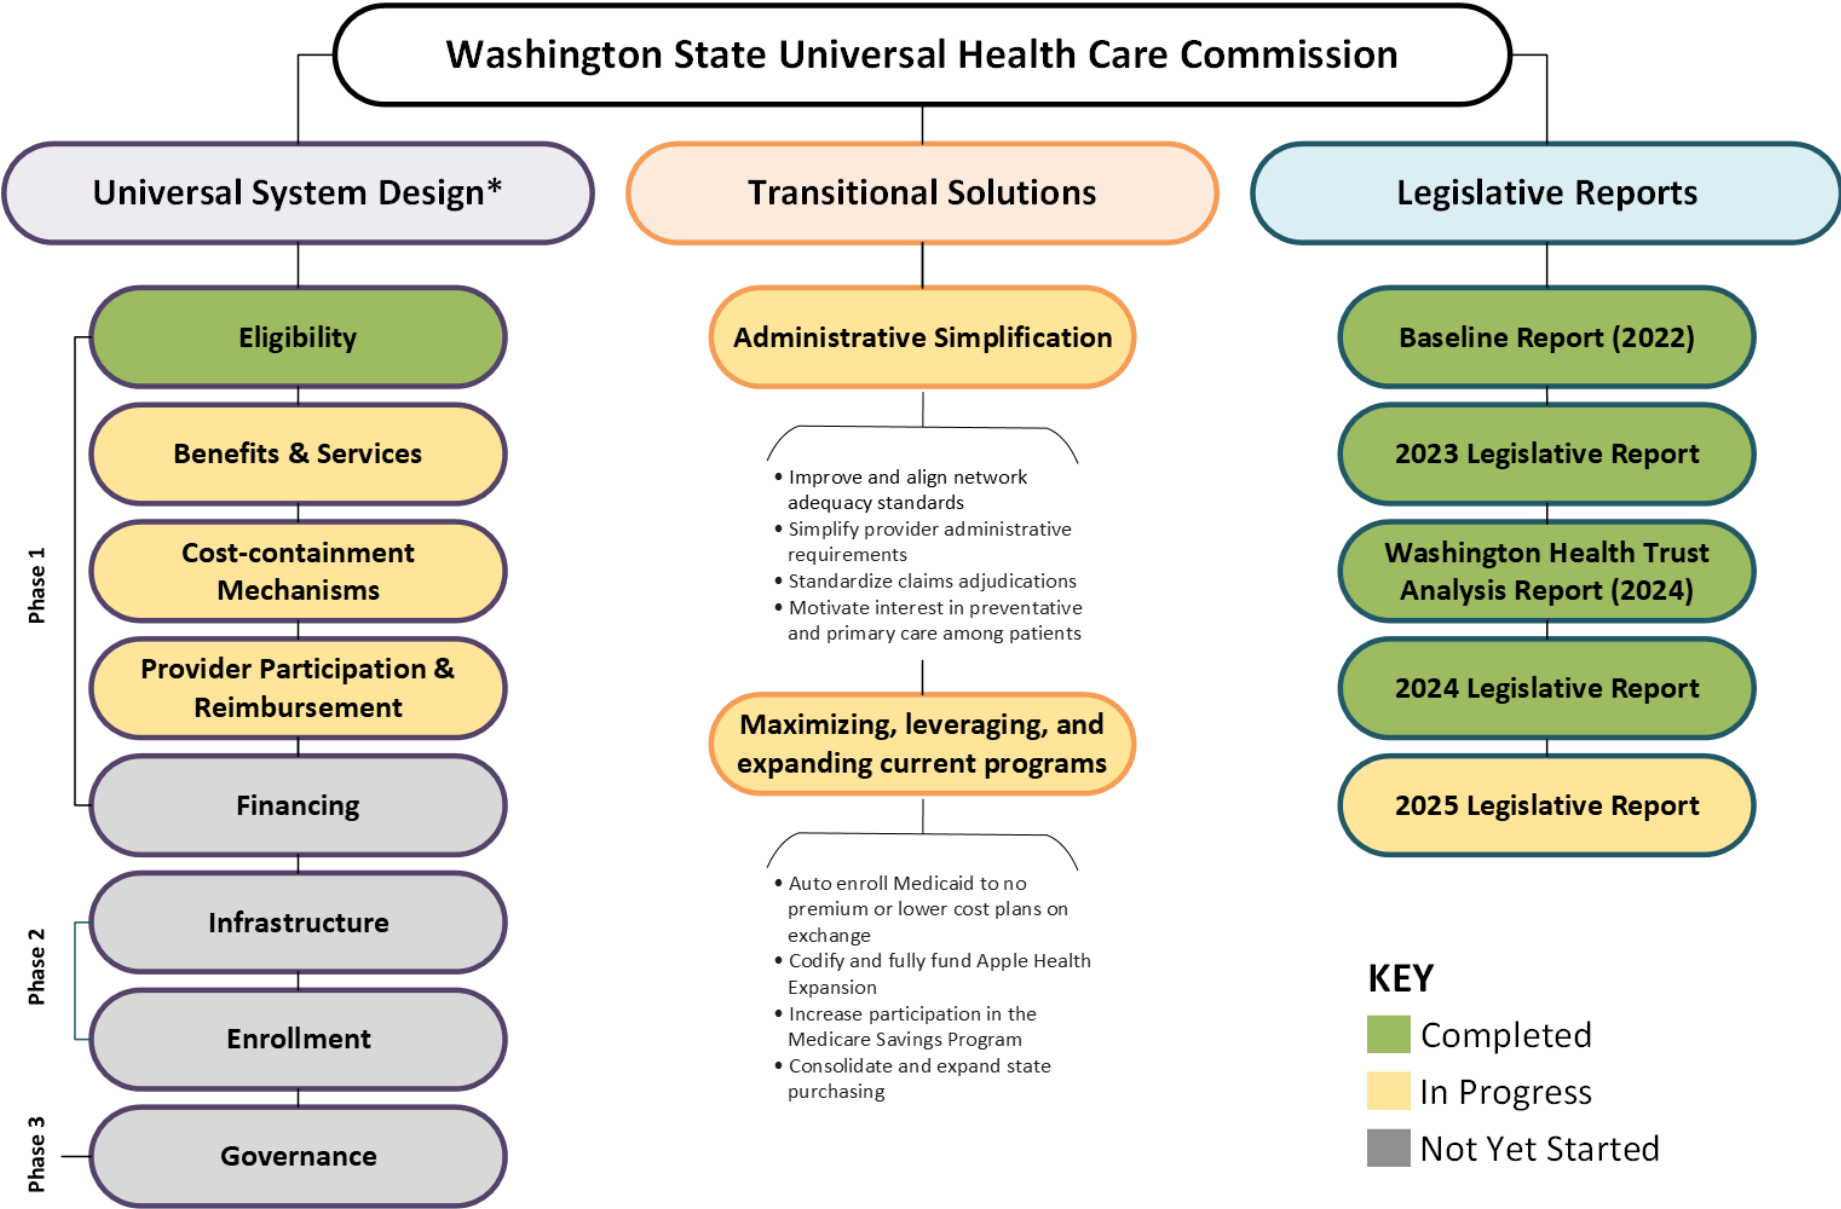 Washington State Universal Health Care Commission
Universal System Design*
Phase 1
Eligibility
Benefits & Services
Cost-containment
Mechanisms
Provider Participation &
Reimbursement
Financing
Phase 2
Infrastructure
Enrollment
Phase 3
Governance
Transitional Solutions
Administrative Simplification
• Improve and align network
adequacy standards
• Simplify provider administrative
requirements
• Standardize claims adjudications
• Motivate interest in preventative
and primary care among patients
Maximizing, leveraging, and
expanding current programs
• Auto enroll Medicaid to no
premium or lower cost plans on
exchange
• Codify and fully fund Apple Health
Expansion
• Increase participation in the
Medicare Savings Program
• Consolidate and expand state
purchasing
Legislative Reports
Baseline Report (2022)
2023 Legislative Report
Washington Health Trust
Analysis Report (2024)
2024 Legislative Report
2025 Legislative Report
KEY
Completed
In Progress
Not Yet Started